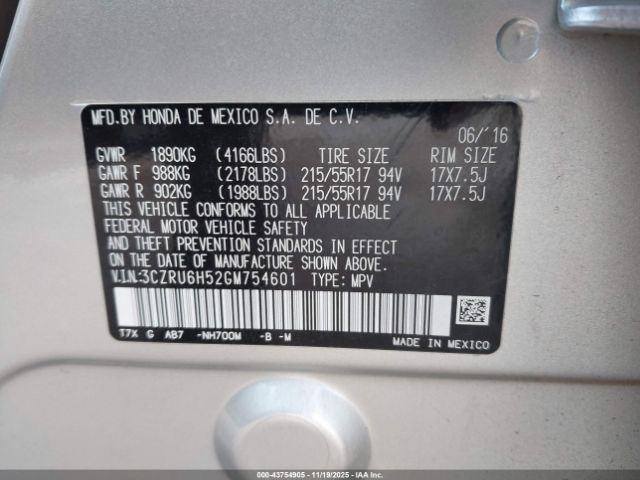 MFD.BY HONDA DE MEXICO S.A. DE C.V.
06/'16
GVWR 1890KG (4166LBS) TIRE SIZE RIM SIZE
GAWR F 988KG (2178LBS) 215/55R17 94V 17X7.5J
GAWR R 902KG (1988LBS) 215/55R17 94V 17X7.5J
THIS VEHICLE CONFORMS TO ALL APPLICABLE
FEDERAL MOTOR VEHICLE SAFETY
AND THEFT PREVENTION STANDARDS IN EFFECT
ON THE DATE OF MANUFACTURE SHOWN ABOVE.
V.I.N:3CZRU6H52GM754601 TYPE: MPV
T7X G AB7 -NH700M -B -M
MADE IN MEXICO
000-43754905 - 11/19/2025 - IAAI.com